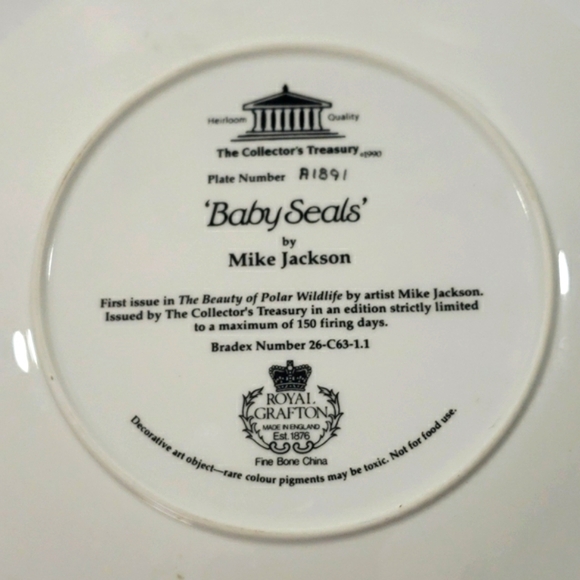 Heirloom Quality
The Collector's Treasury ©1990
Plate Number A1891
'Baby Seals'
by
Mike Jackson
First issue in The Beauty of Polar Wildlife by artist Mike Jackson.
Issued by The Collector's Treasury in an edition strictly limited
to a maximum of 150 firing days.
Bradex Number 26-C63-1.1
ROYAL
GRAFTON
MADE IN ENGLAND
Est. 1876
Fine Bone China
Decorative art object—rare colour pigments may be toxic. Not for food use.